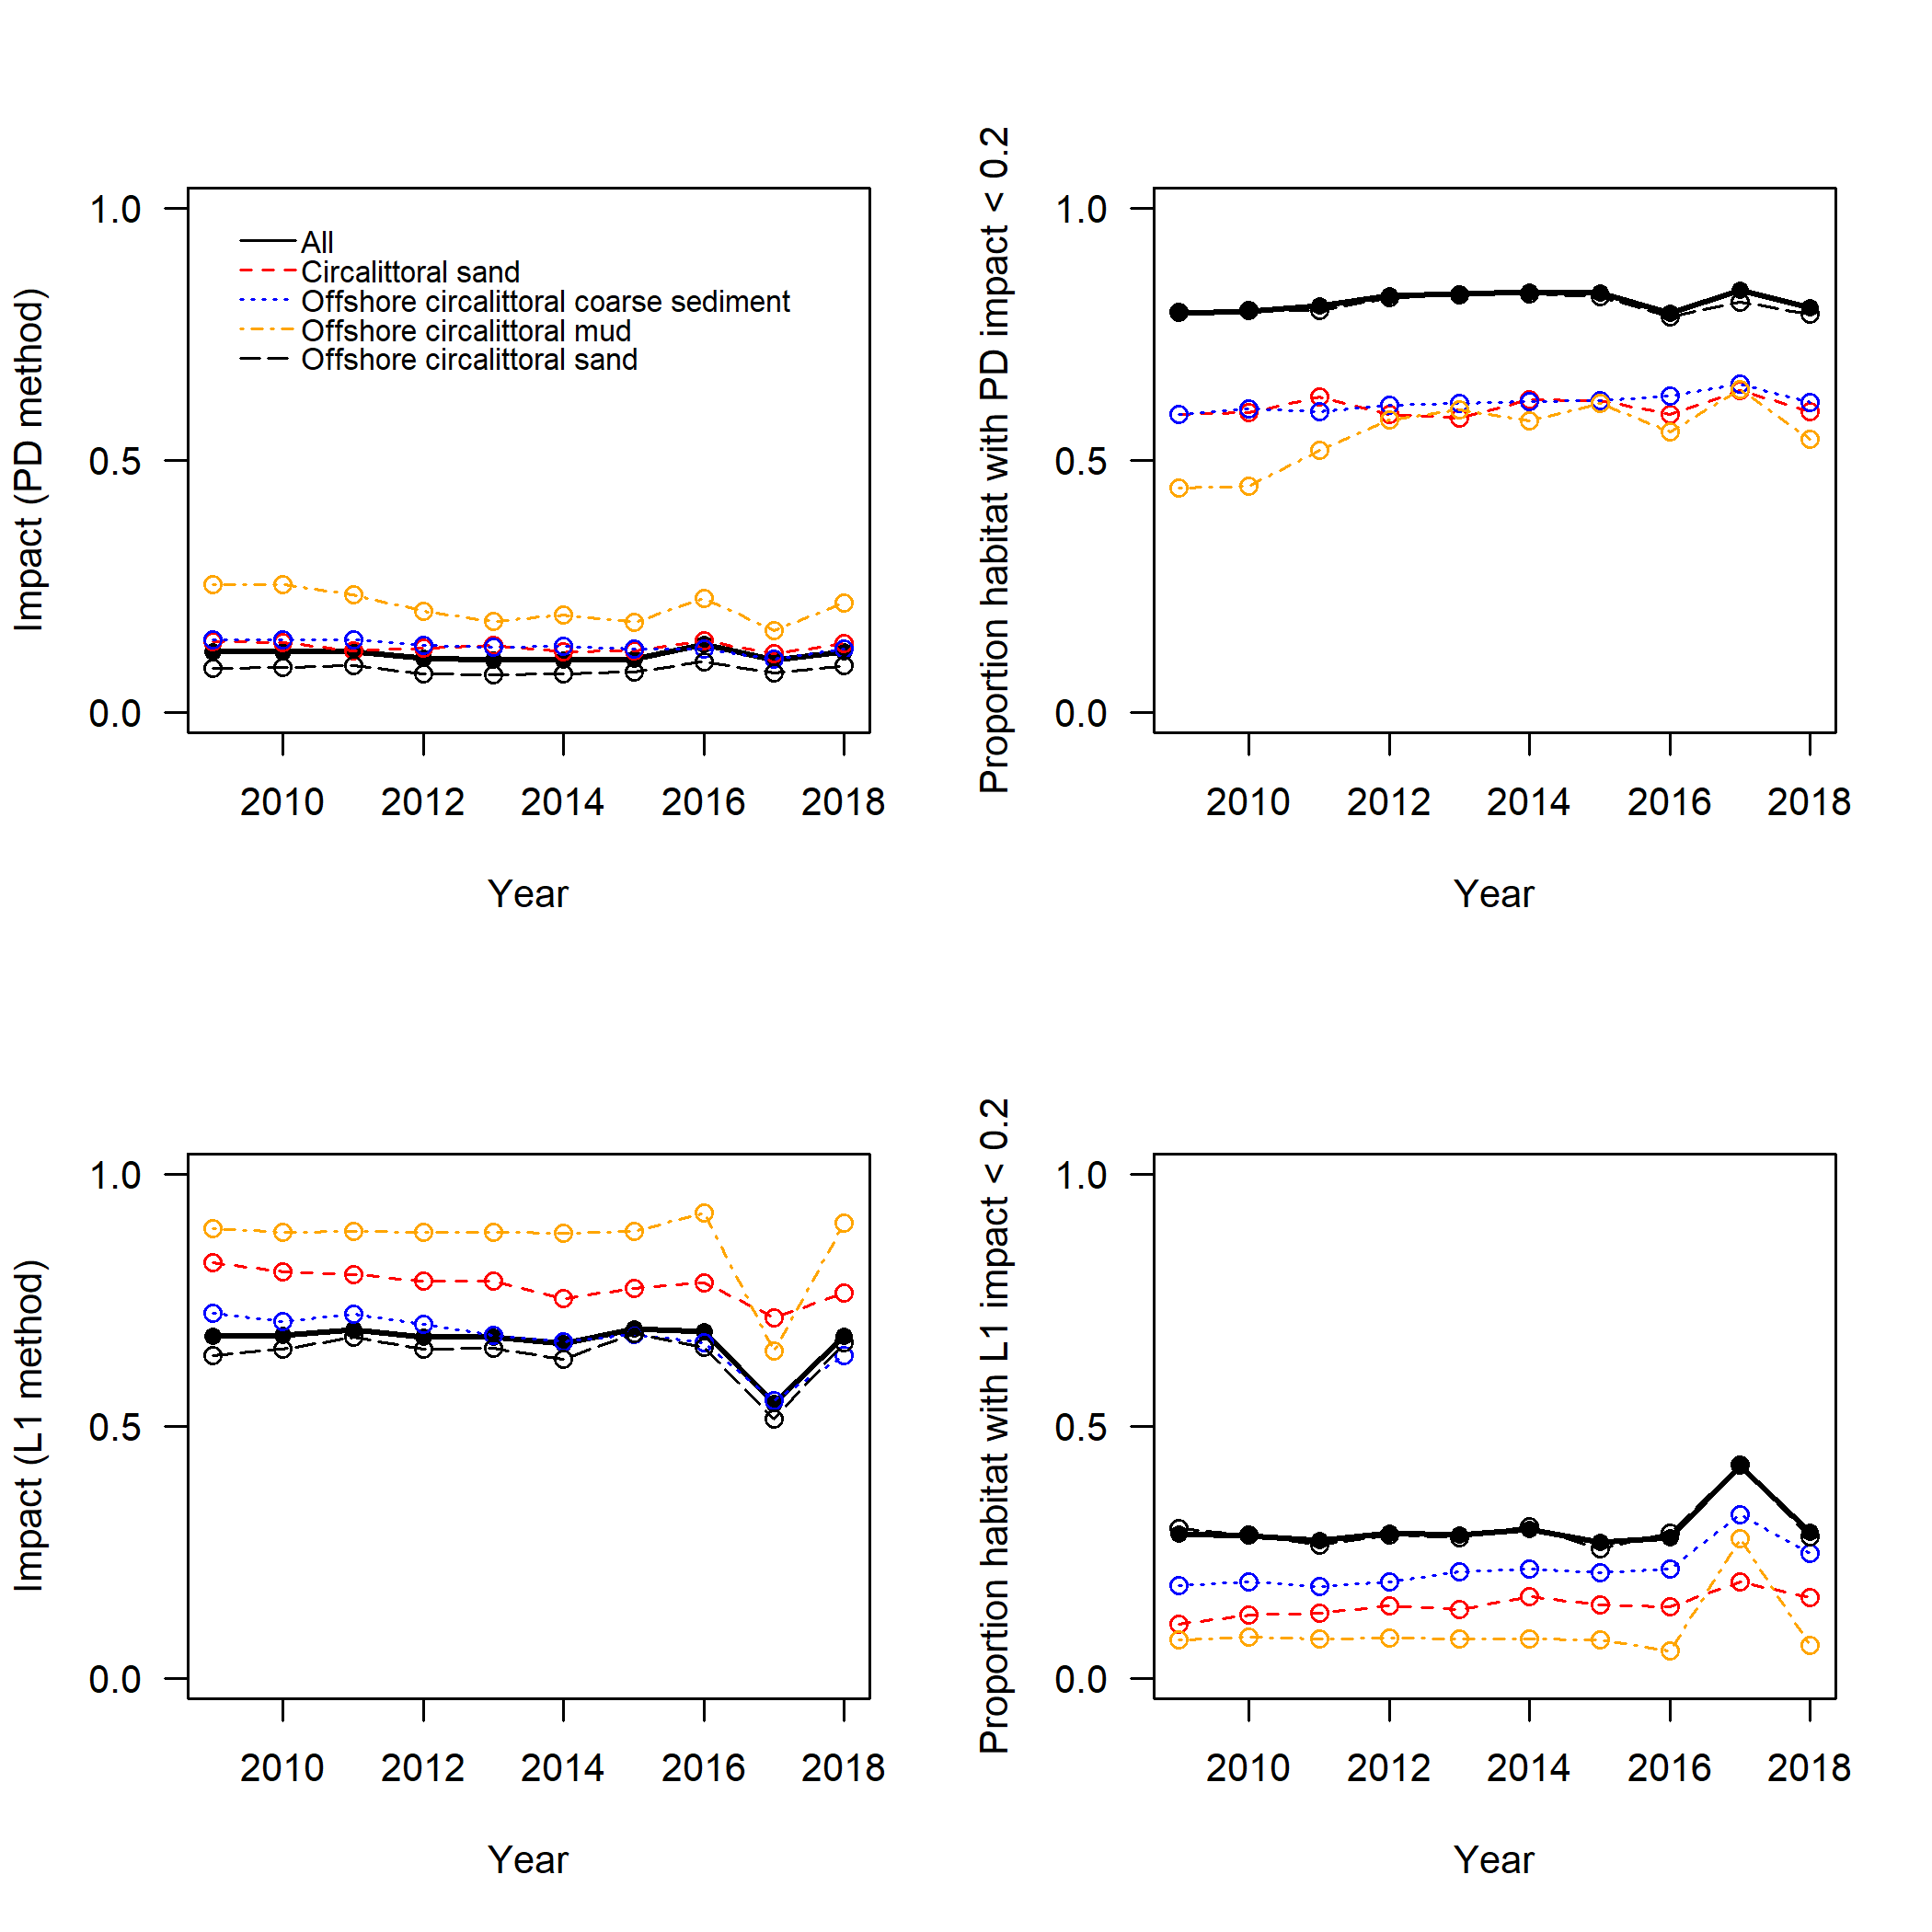 Impact (PD method)
1.0
0.5
0.0
All
Circalittoral sand
Offshore circalittoral coarse sediment
Offshore circalittoral mud
Offshore circalittoral sand
2010 2012 2014 2016 2018
Year
Proportion habitat with PD impact < 0.2
1.0
0.5
0.0
2010 2012 2014 2016 2018
Year
Impact (L1 method)
1.0
0.5
0.0
2010 2012 2014 2016 2018
Year
Proportion habitat with L1 impact < 0.2
1.0
0.5
0.0
2010 2012 2014 2016 2018
Year